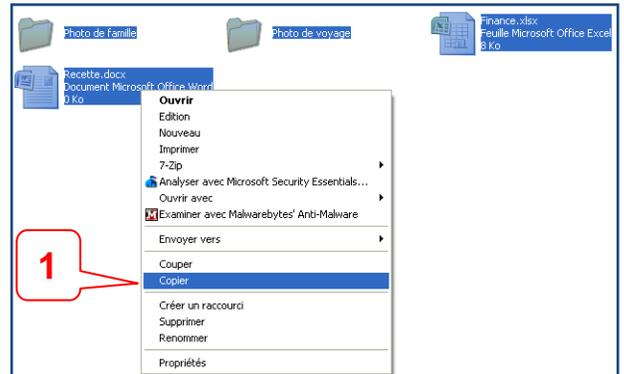 Photo de famille
Photo de voyage
Finance.xlsx
Feuille Microsoft Office Excel
8 Ko
Recette.docx
Document Microsoft Office Word
0 Ko
Ouvrir
Edition
Nouveau
Imprimer
7-Zip
Analyser avec Microsoft Security Essentials...
Ouvrir avec
Examiner avec Malwarebytes' Anti-Malware
Envoyer vers
Couper
1
Copier
Créer un raccourci
Supprimer
Renommer
Propriétés